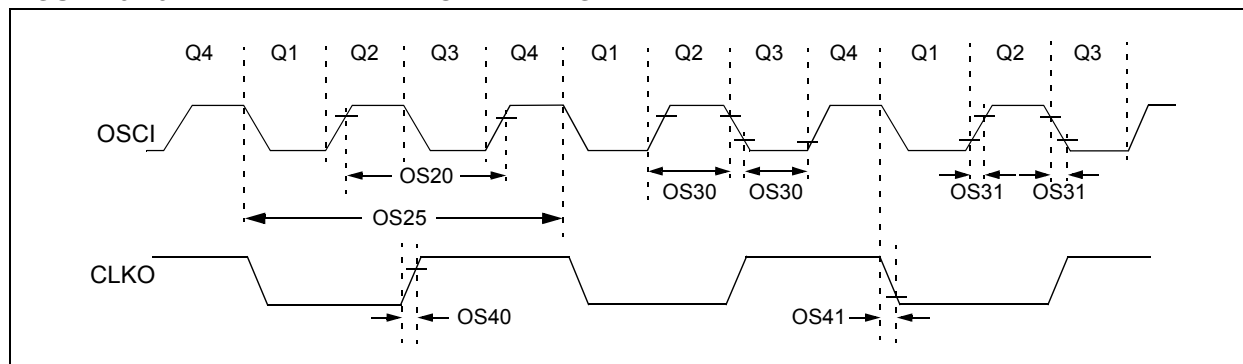 Q4 Q1 Q2 Q3 Q4 Q1 Q2 Q3 Q4 Q1 Q2 Q3
OSCI
OS20
OS30
OS30
OS31
OS31
OS25
CLKO
OS40
OS41